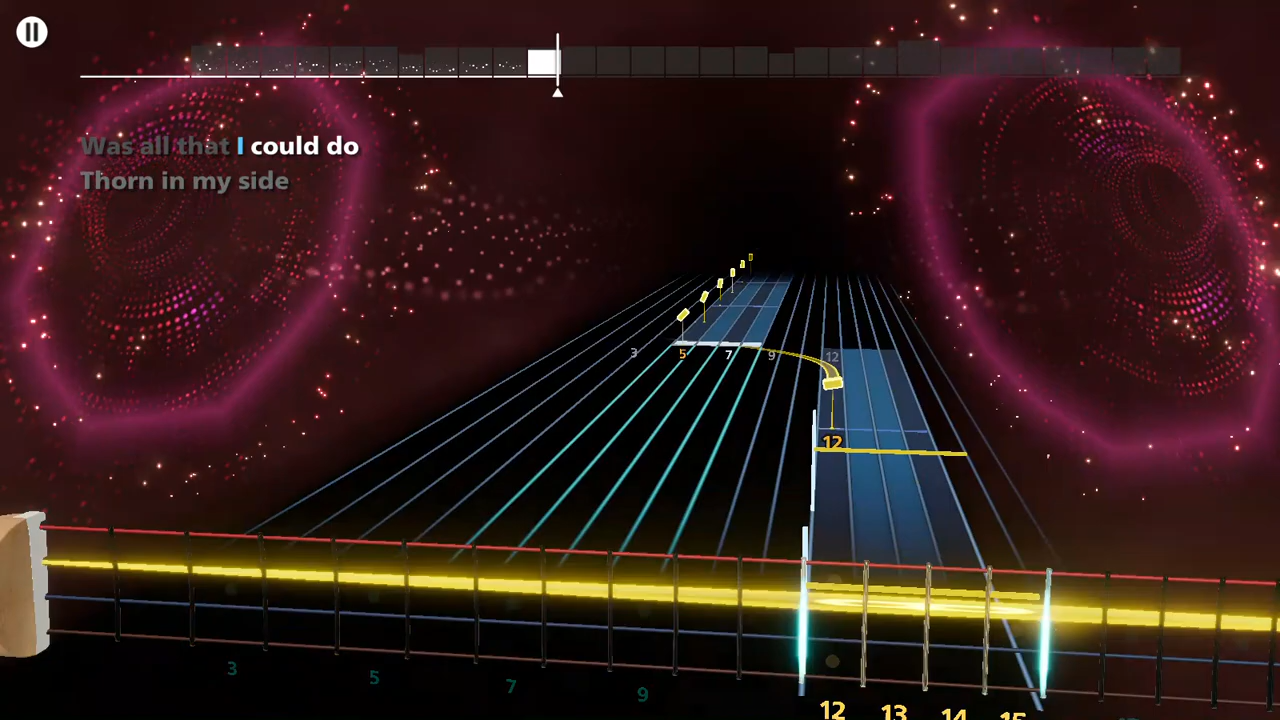 Was all that I could do
Thorn in my side
3 5 7 9 12
12
3 5 7 9
12 13 14 15